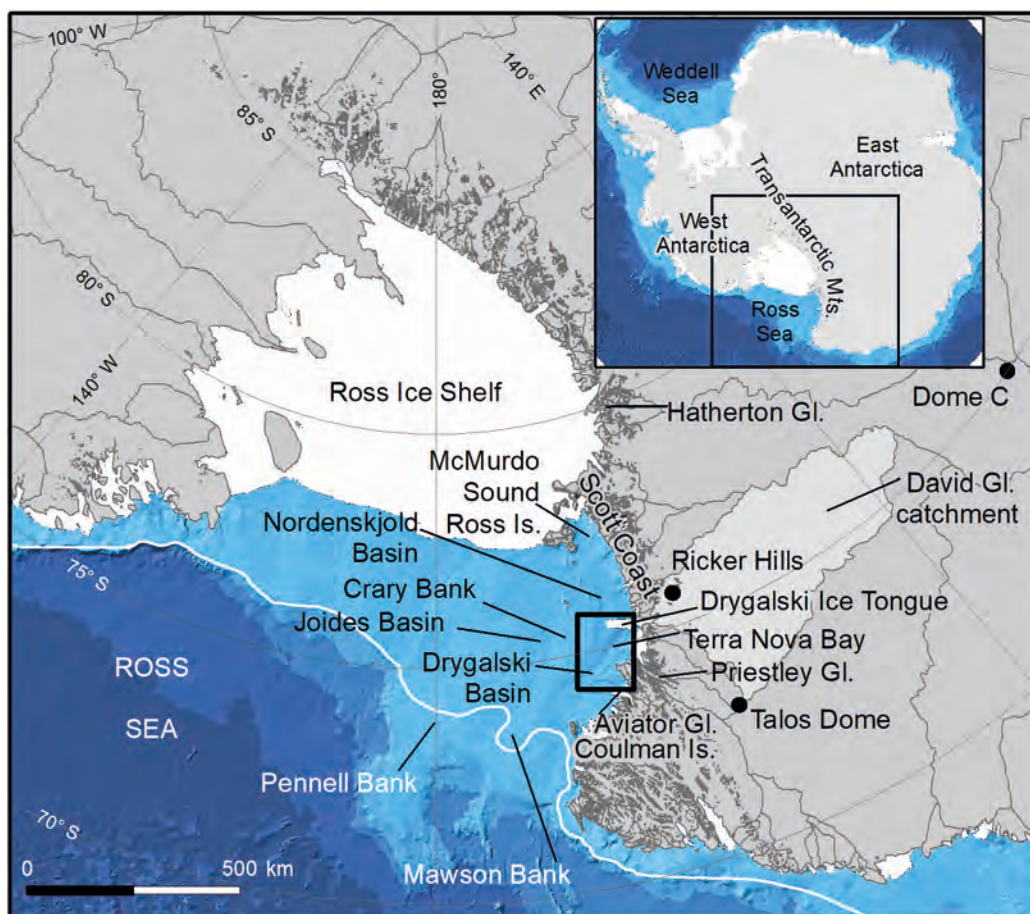 100° W
85° S
180°
140° E
Weddell
Sea
East
Antarctica
Transantarctic Mts.
West
Antarctica
Ross
Sea
80° S
140° W
Ross Ice Shelf
Hatherton Gl.
Dome C
McMurdo
Sound
Ross Is.
Scott Coast
David Gl.
catchment
Nordenskjold
Basin
Ricker Hills
75° S
Crary Bank
Drygalski Ice Tongue
Joides Basin
Terra Nova Bay
Drygalski
Basin
Priestley Gl.
ROSS
SEA
Talos Dome
Aviator Gl.
Coulman Is.
Pennell Bank
70° S
Mawson Bank
0 500 km